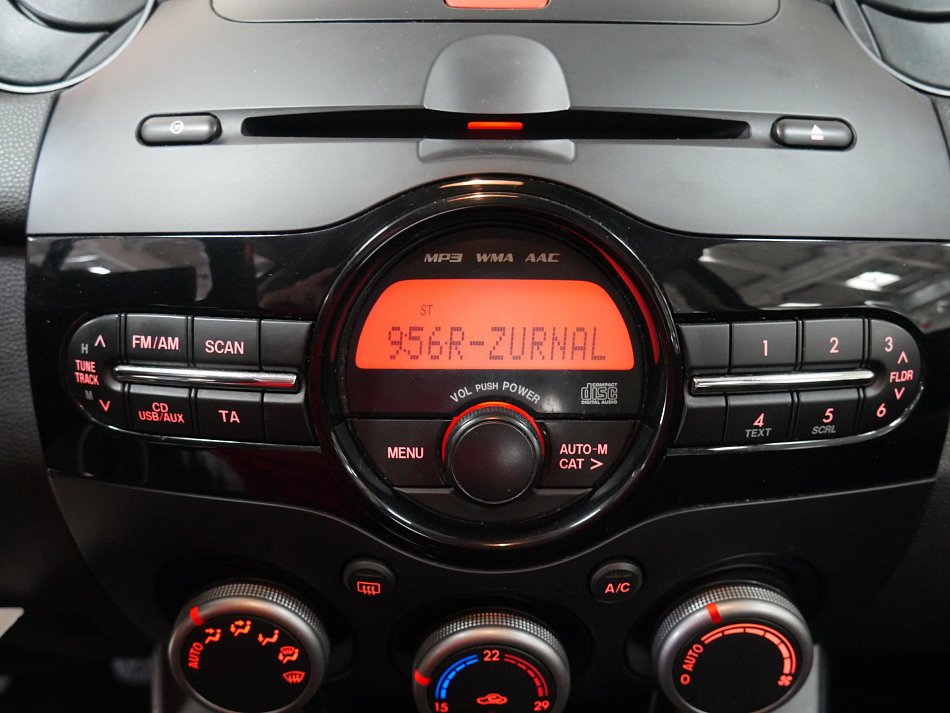 MP3 WMA AAC
ST
9:56R-ZURNAL
VOL PUSH POWER
COMPACT
disc
DIGITAL AUDIO
H
TUNE
TRACK
M
FM/AM
SCAN
CD
USB/AUX
TA
MENU
AUTO-M
CAT >
1
2
3
FLDR
4
TEXT
5
SCRL
6
A/C
AUTO
22
15
29
O AUTO